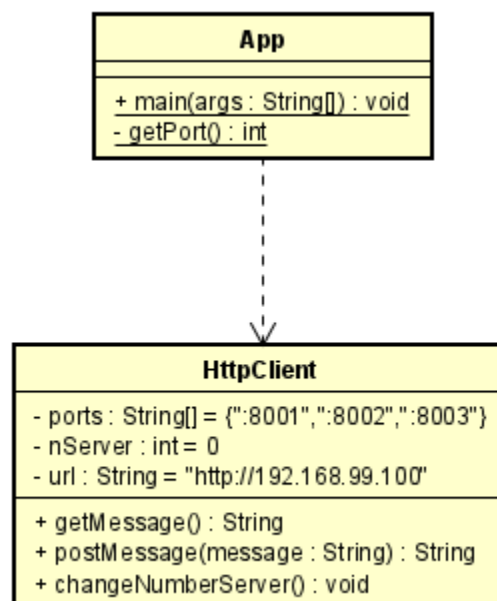 App
+ main(args : String[]) : void
- getPort() : int
HttpClient
- ports : String[] = {":8001",":8002",":8003"}
- nServer : int = 0
- url : String = "http://192.168.99.100"
+ getMessage() : String
+ postMessage(message : String) : String
+ changeNumberServer() : void